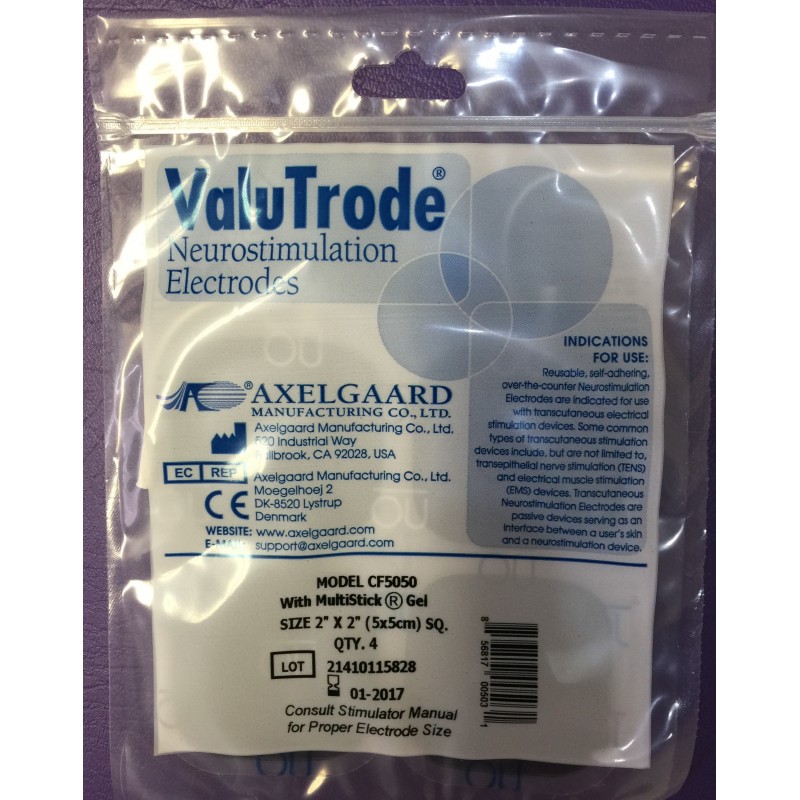 ValuTrode®
Neurostimulation
Electrodes
INDICATIONS
FOR USE:
Reusable, self-adhering,
over-the-counter Neurostimulation
Electrodes are indicated for use
with transcutaneous electrical
stimulation devices. Some common
types of transcutaneous stimulation
devices include, but are not limited to,
transepithelial nerve stimulation (TENS)
and electrical muscle stimulation
(EMS) devices. Transcutaneous
Neurostimulation Electrodes are
passive devices serving as an
interface between a user's skin
and a neurostimulation device.
® AXELGAARD
MANUFACTURING CO., LTD.
Axelgaard Manufacturing Co., Ltd.
520 Industrial Way
Fallbrook, CA 92028, USA
EC REP
Axelgaard Manufacturing Co., Ltd.
Moegelhoej 2
DK-8520 Lystrup
Denmark
CE
WEBSITE: www.axelgaard.com
E-MAIL: support@axelgaard.com
MODEL CF5050
With MultiStick ® Gel
SIZE 2" X 2" (5x5cm) SQ.
QTY. 4
LOT 21410115828
01-2017
Consult Stimulator Manual
for Proper Electrode Size
8 56817 00503 1